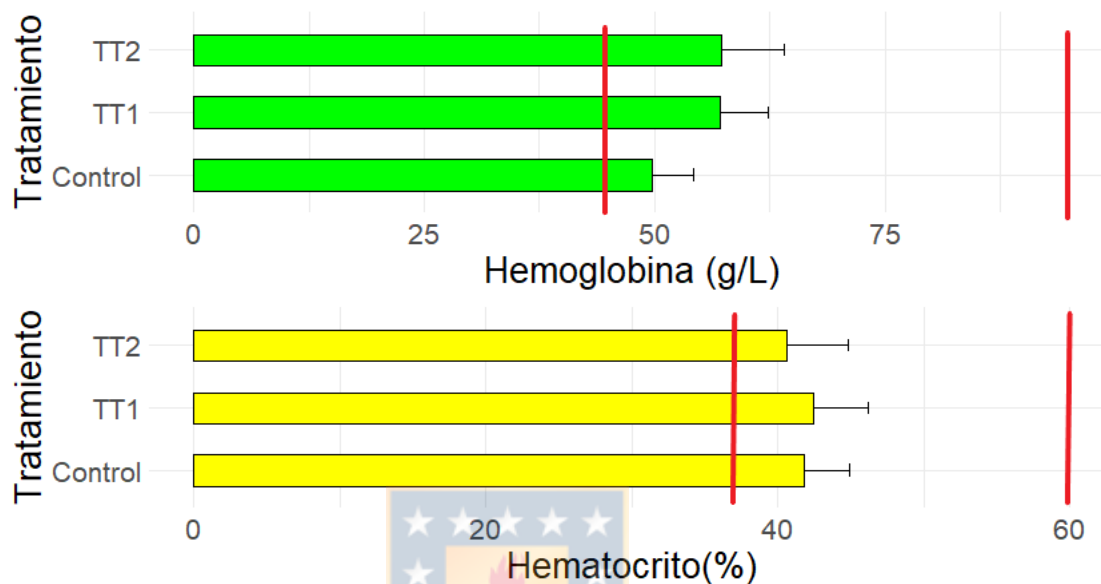 Tratamiento
TT2
TT1
Control
0 25 50 75
Hemoglobina (g/L)
Tratamiento
TT2
TT1
Control
0 20 40 60
Hematocrito(%)